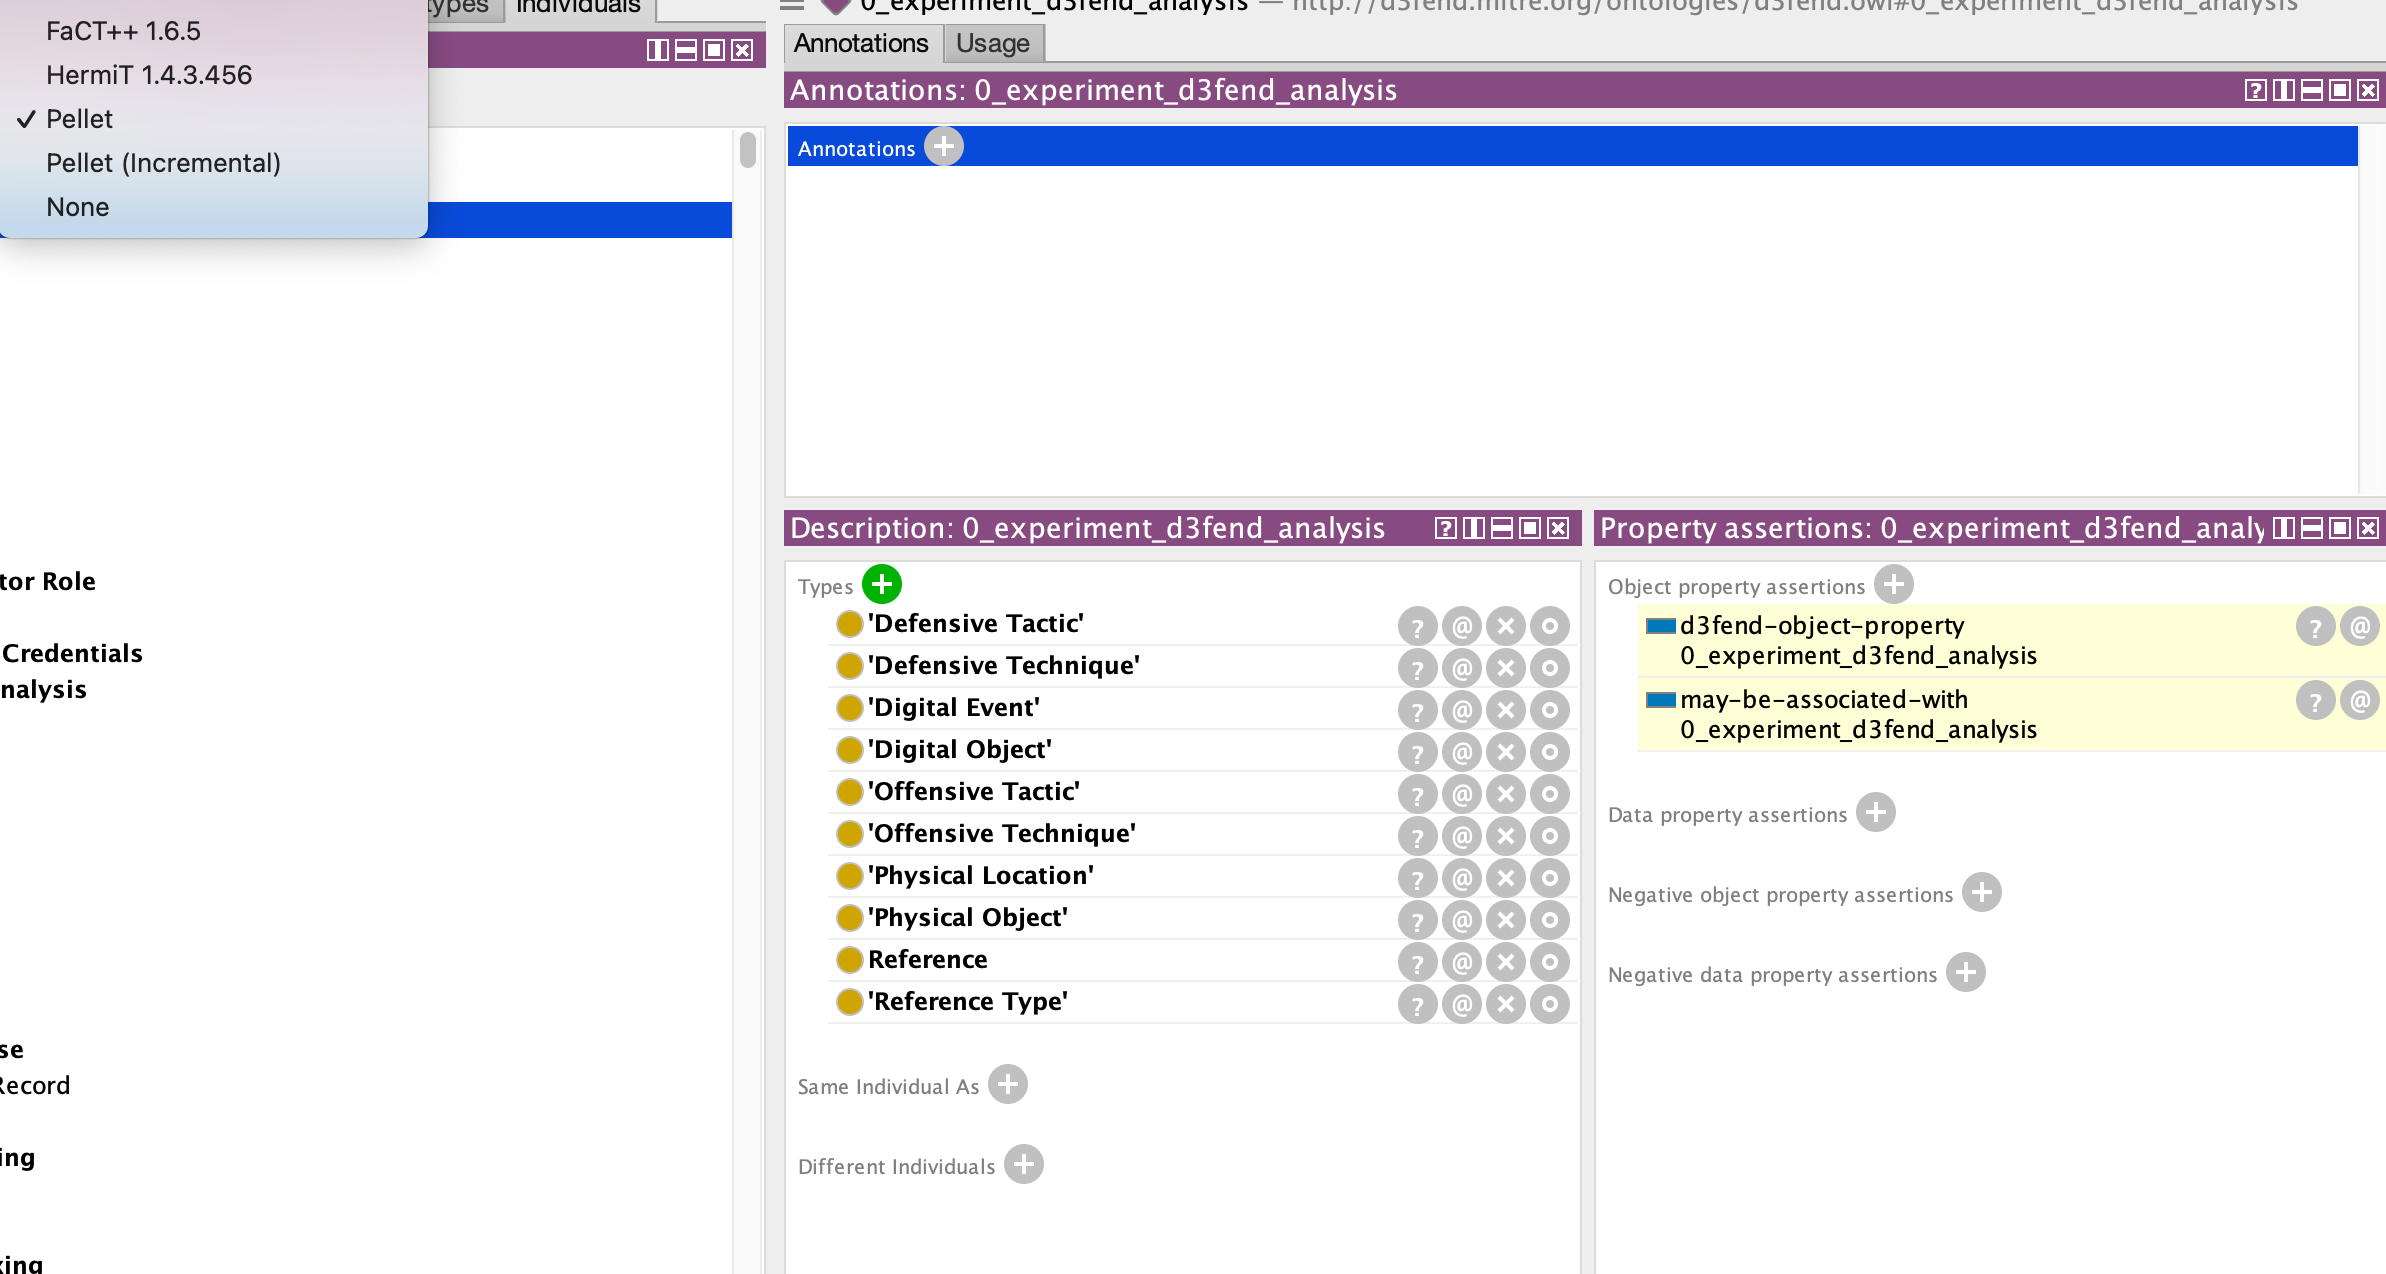 FaCT++ 1.6.5
HermiT 1.4.3.456
✓ Pellet
Pellet (Incremental)
None
types
Individuals
tor Role
Credentials
nalysis
se
Record
ing
king
0_experiment_d3fend_analysis — http://d3fend.mitre.org/ontologies/d3fend.owl#0_experiment_d3fend_analysis
Annotations Usage
Annotations: 0_experiment_d3fend_analysis
Annotations
Description: 0_experiment_d3fend_analysis
Types
'Defensive Tactic'
'Defensive Technique'
'Digital Event'
'Digital Object'
'Offensive Tactic'
'Offensive Technique'
'Physical Location'
'Physical Object'
Reference
'Reference Type'
Same Individual As
Different Individuals
Property assertions: 0_experiment_d3fend_analy
Object property assertions
d3fend-object-property
0_experiment_d3fend_analysis
may-be-associated-with
0_experiment_d3fend_analysis
Data property assertions
Negative object property assertions
Negative data property assertions